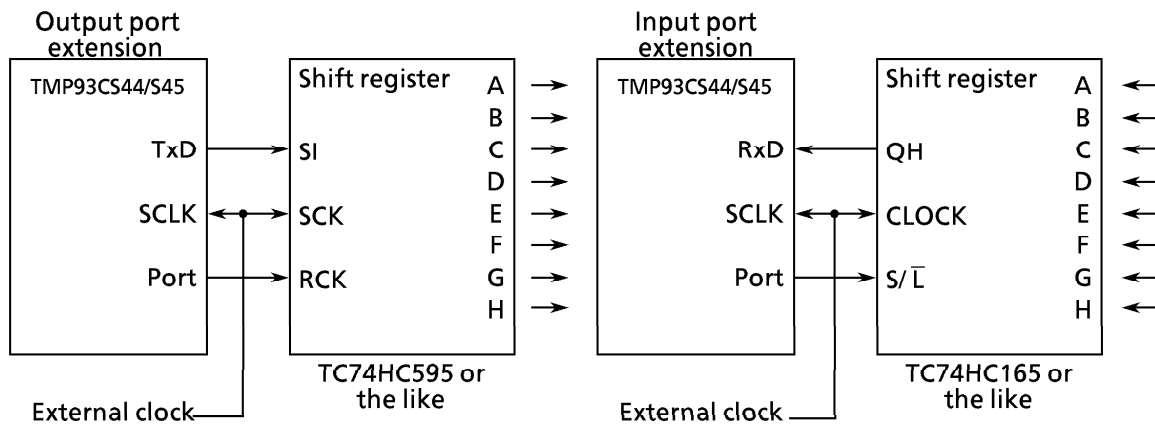 Output port
extension
TMP93CS44/S45
TxD
SCLK
Port
Shift register
SI
SCK
RCK
A
B
C
D
E
F
G
H
TC74HC595 or
the like
External clock
Input port
extension
TMP93CS44/S45
RxD
SCLK
Port
Shift register
QH
CLOCK
S/L̅
A
B
C
D
E
F
G
H
TC74HC165 or
the like
External clock